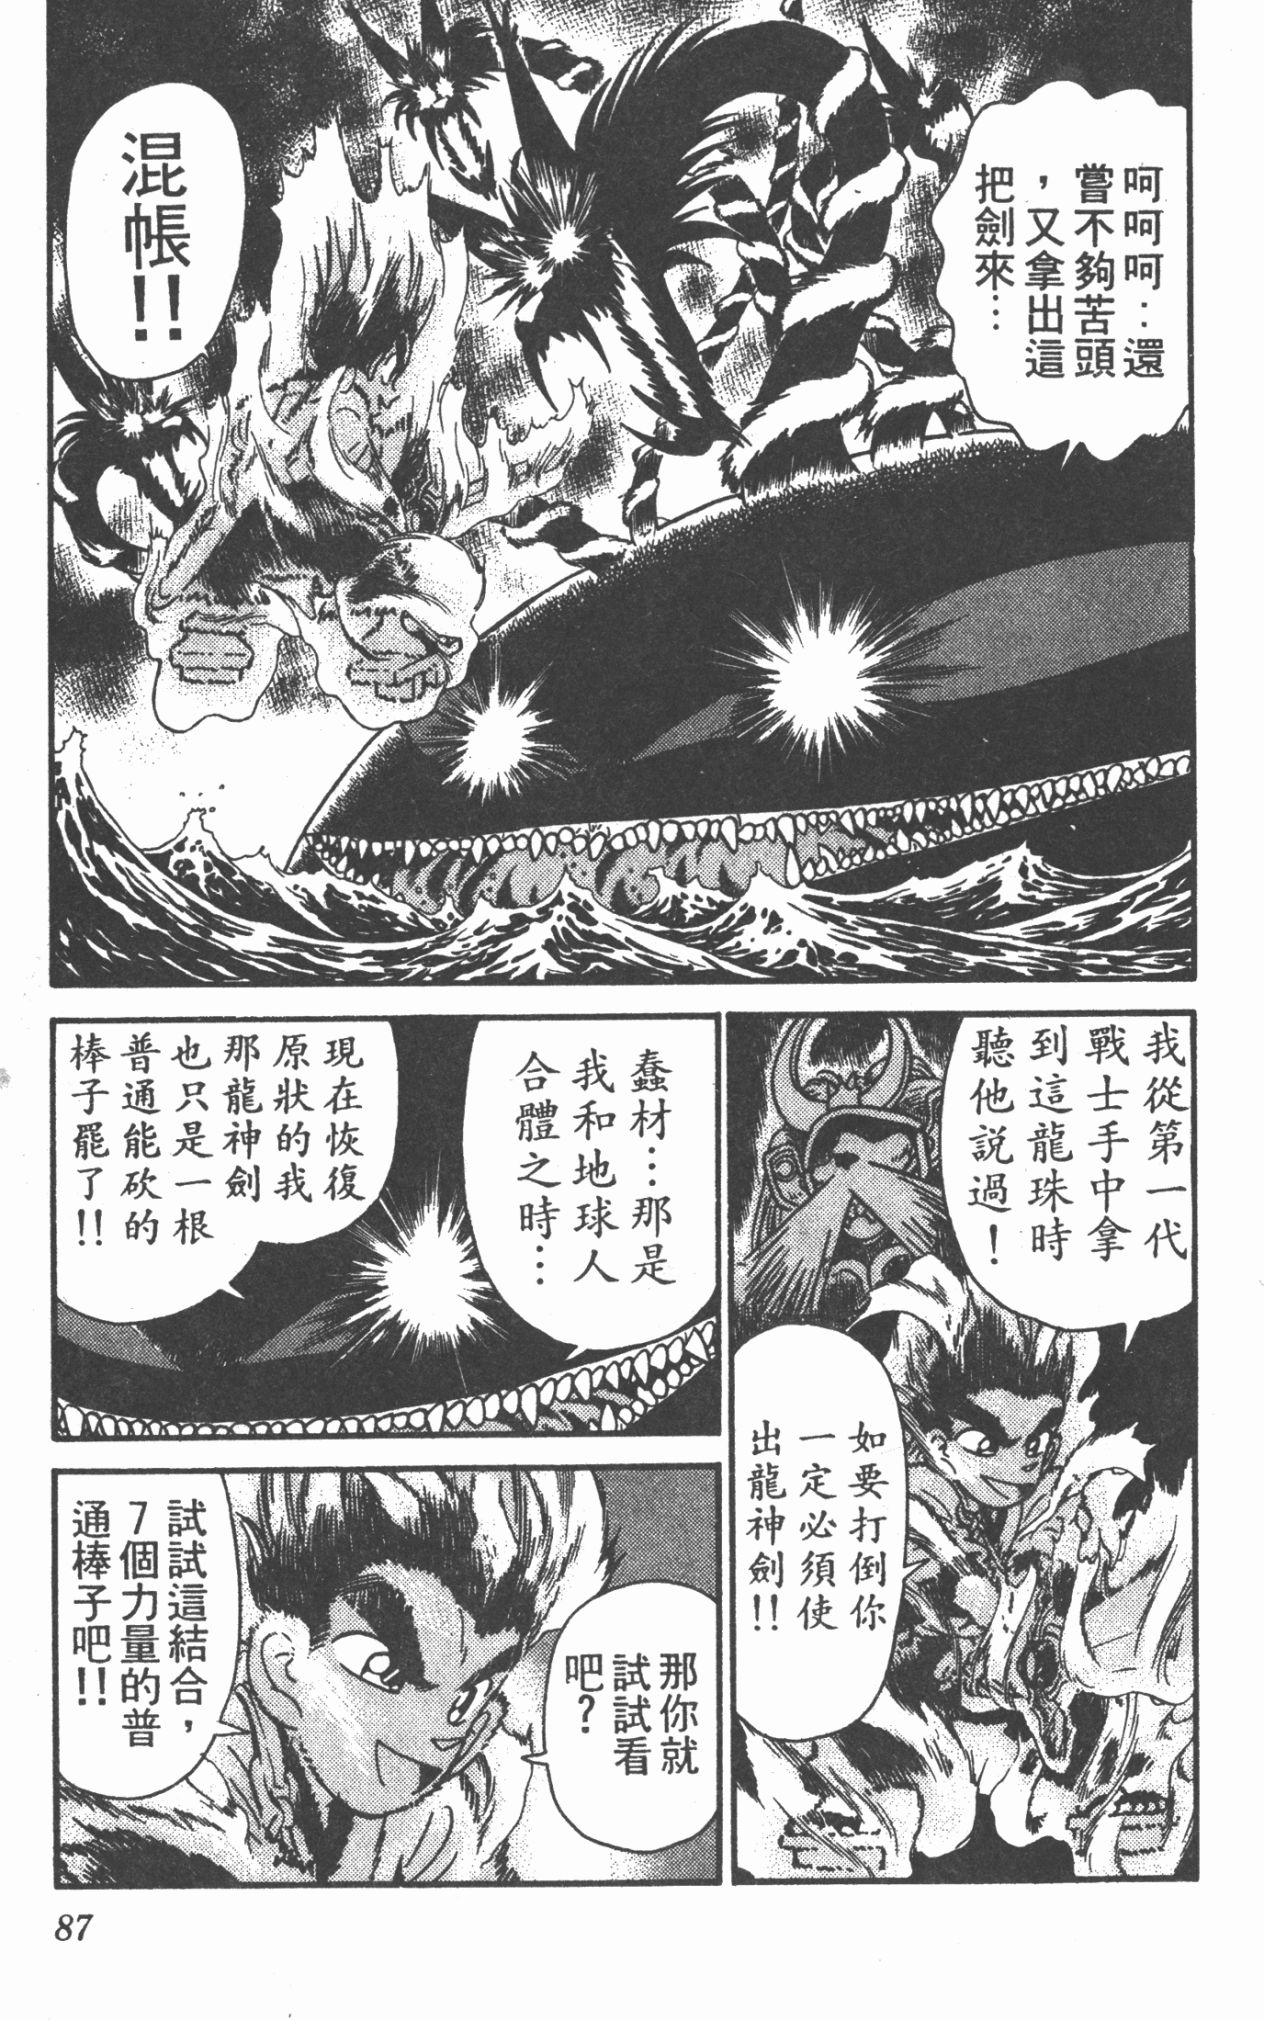 呵呵呵：還
嘗不夠苦頭
，又拿出這
把劍來…
混帳!!
我從第一代
戰士手中拿
到這龍珠時
聽他說過！
如要打倒你
一定必須使
出龍神劍!!
蠢材…那是
我和地球人
合體之時…
現在恢復
原狀的我
那龍神劍
也只是一根
普通能砍的
棒子罷了!!
那你就
試試看
吧？
試試這結合，
7個力量的普
通棒子吧!!
87